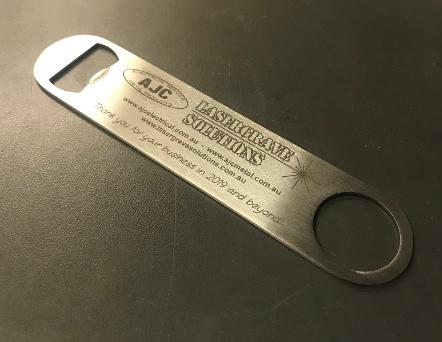 AJC
LASERGRAVE
SOLUTIONS
www.ajcelectrical.com.au - www.ajcmetal.com.au
www.lasergravesolutions.com.au
Thank you for your business in 2019 and beyond.